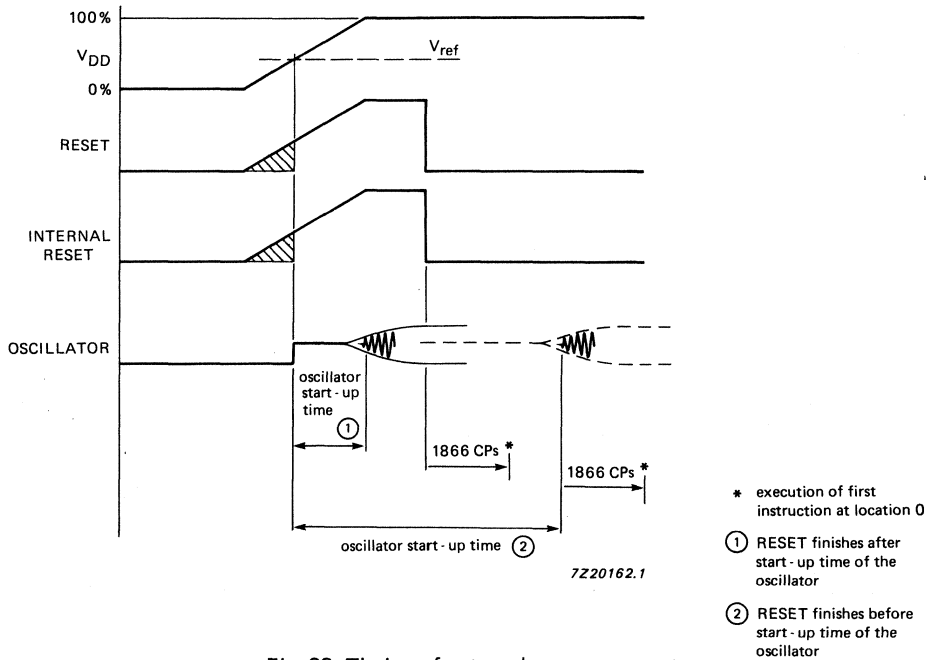 100%
VDD
Vref
0%
RESET
INTERNAL
RESET
OSCILLATOR
oscillator
start - up
time
1
1866 CPs *
1866 CPs *
oscillator start - up time 2
7Z20162.1
* execution of first
instruction at location 0
1 RESET finishes after
start - up time of the
oscillator
2 RESET finishes before
start - up time of the
oscillator